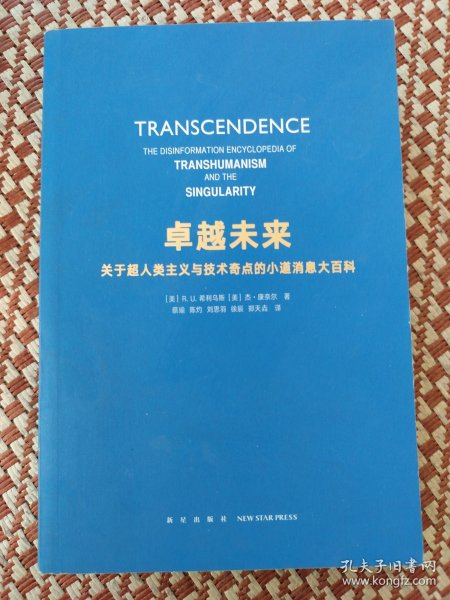 TRANSCENDENCE
THE DISINFORMATION ENCYCLOPEDIA OF
TRANSHUMANISM
AND THE
SINGULARITY
卓越未来
关于超人类主义与技术奇点的小道消息大百科
[美] R. U. 希利乌斯 [美] 杰·康奈尔 著
蔡瑜 陈灼 刘思羽 徐辰 郑天垚 译
新星出版社 NEW STAR PRESS
孔夫子旧书网
www.kongfz.com